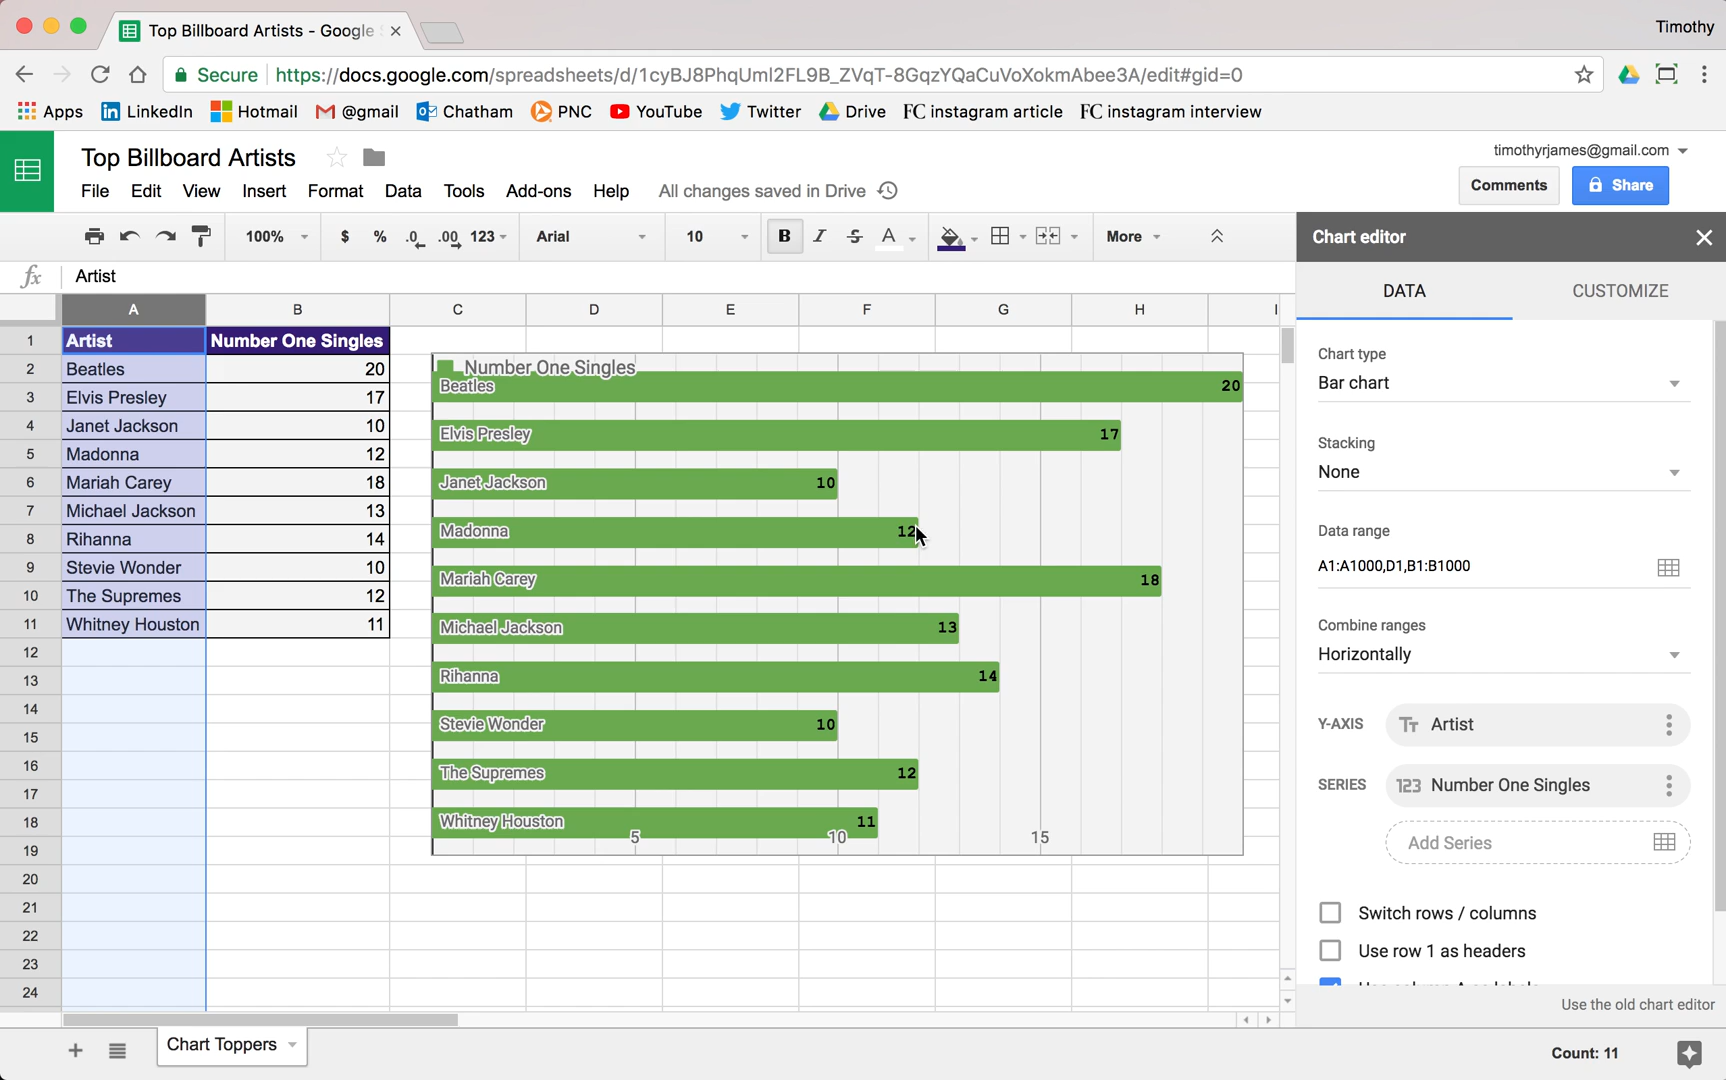 Top Billboard Artists - Google
Timothy
Secure https://docs.google.com/spreadsheets/d/1cyBJ8PhqUml2FL9B_ZVqT-8GqzYQaCuVoXokmAbee3A/edit#gid=0
Apps LinkedIn Hotmail @gmail Chatham PNC YouTube Twitter Drive FC instagram article FC instagram interview
Top Billboard Artists
timothyrjames@gmail.com
File Edit View Insert Format Data Tools Add-ons Help All changes saved in Drive
Comments Share
100% $ % .0 .00 123 Arial 10 B I S A More
Chart editor
fx Artist
DATA CUSTOMIZE
A B C D E F G H I
1 Artist Number One Singles
2 Beatles 20
3 Elvis Presley 17
4 Janet Jackson 10
5 Madonna 12
6 Mariah Carey 18
7 Michael Jackson 13
8 Rihanna 14
9 Stevie Wonder 10
10 The Supremes 12
11 Whitney Houston 11
12
13
14
15
16
17
18
19
20
21
22
23
24
Number One Singles
Beatles 20
Elvis Presley 17
Janet Jackson 10
Madonna 12
Mariah Carey 18
Michael Jackson 13
Rihanna 14
Stevie Wonder 10
The Supremes 12
Whitney Houston 11
5 10 15
Chart type
Bar chart
Stacking
None
Data range
A1:A1000,D1,B1:B1000
Combine ranges
Horizontally
Y-AXIS Tт Artist
SERIES 123 Number One Singles
Add Series
Switch rows / columns
Use row 1 as headers
Use the old chart editor
Chart Toppers
Count: 11